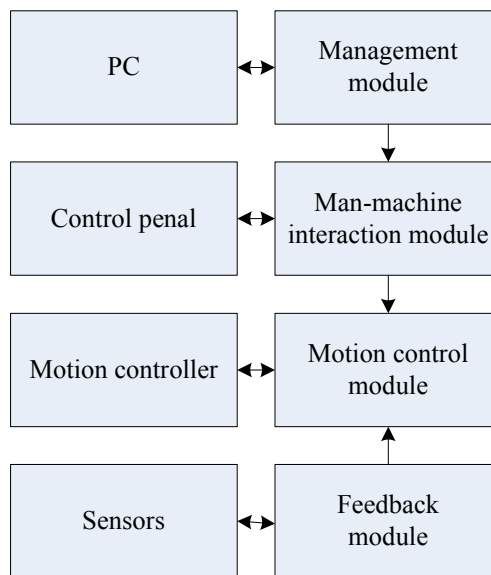 PC
Management
module
Control penal
Man-machine
interaction module
Motion controller
Motion control
module
Sensors
Feedback
module